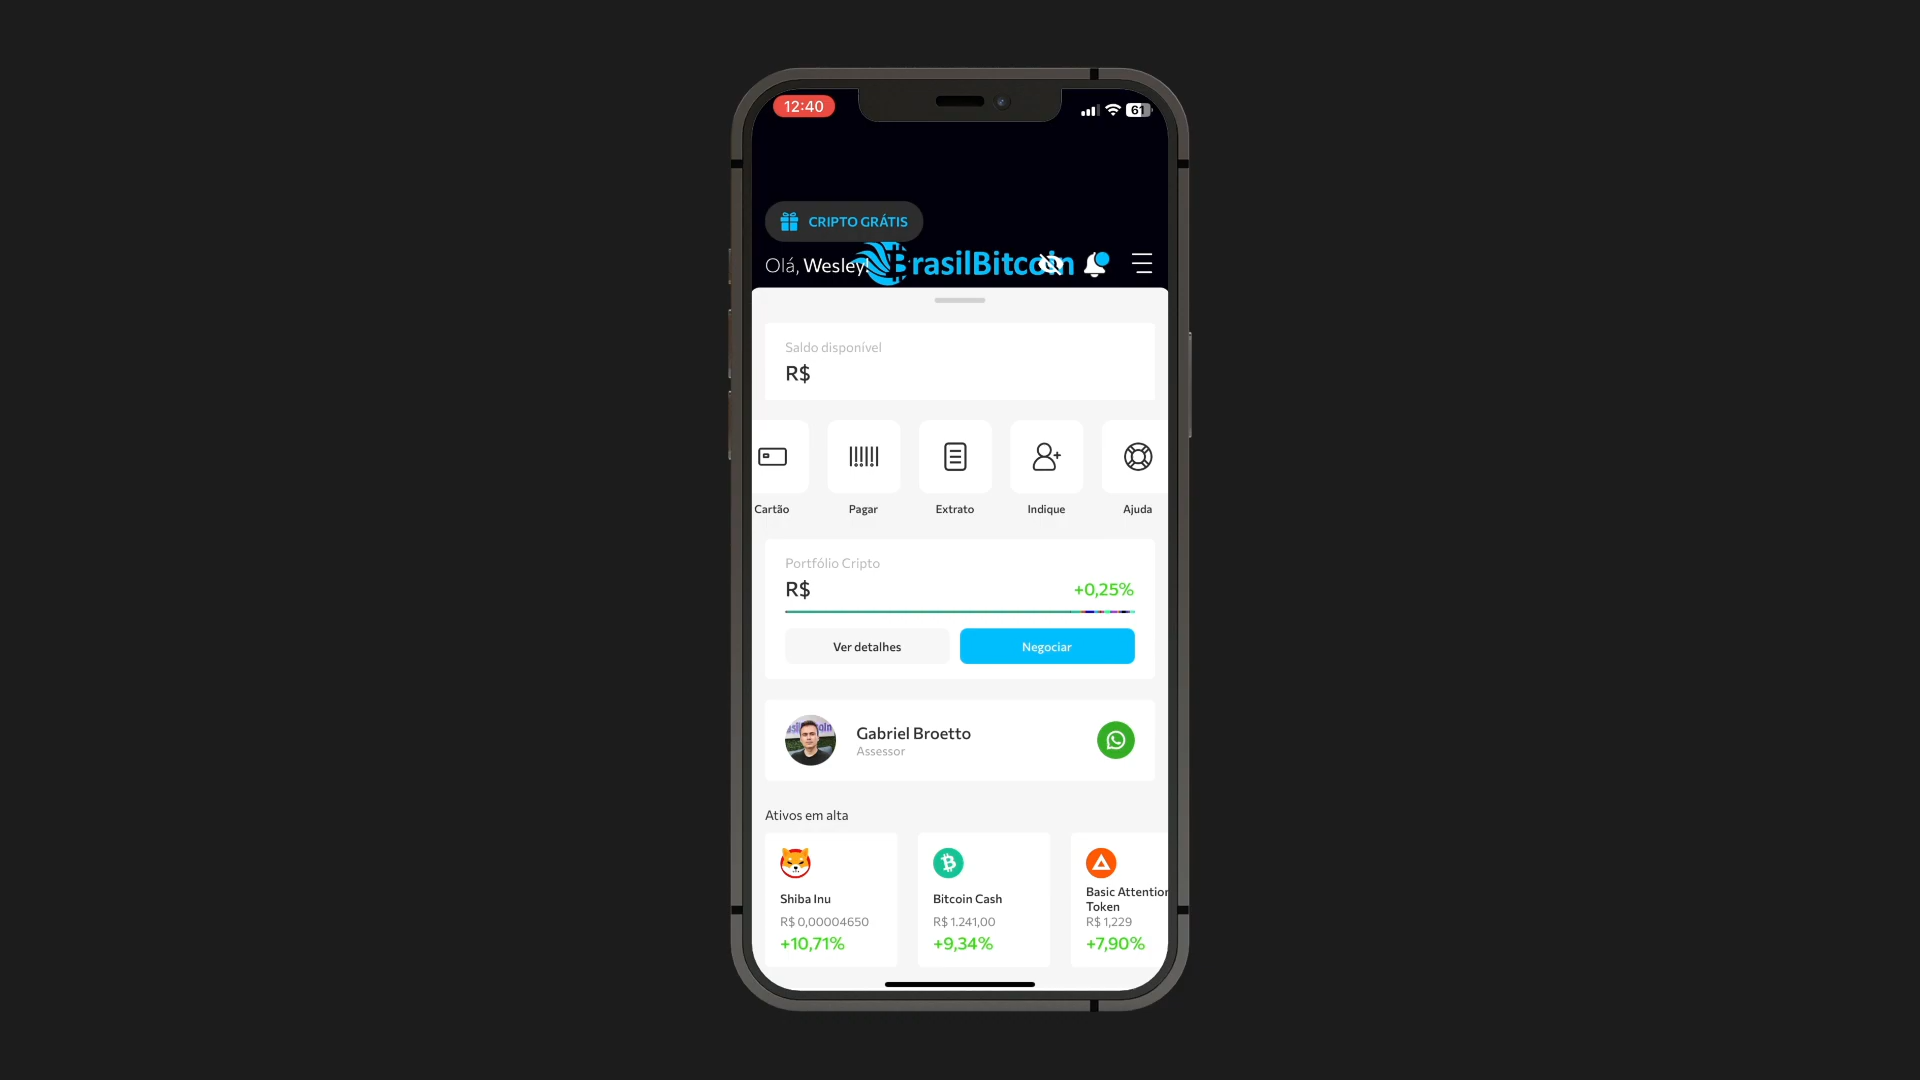 12:40
61
CRIPTO GRÁTIS
Olá, Wesley!
BrasilBitcoin
Saldo disponível
R$
Cartão
Pagar
Extrato
Indique
Ajuda
Portfólio Cripto
R$
+0,25%
Ver detalhes
Negociar
Gabriel Broetto
Assessor
Ativos em alta
Shiba Inu
R$ 0,00004650
+10,71%
Bitcoin Cash
R$ 1.241,00
+9,34%
Basic Attention
Token
R$ 1,229
+7,90%